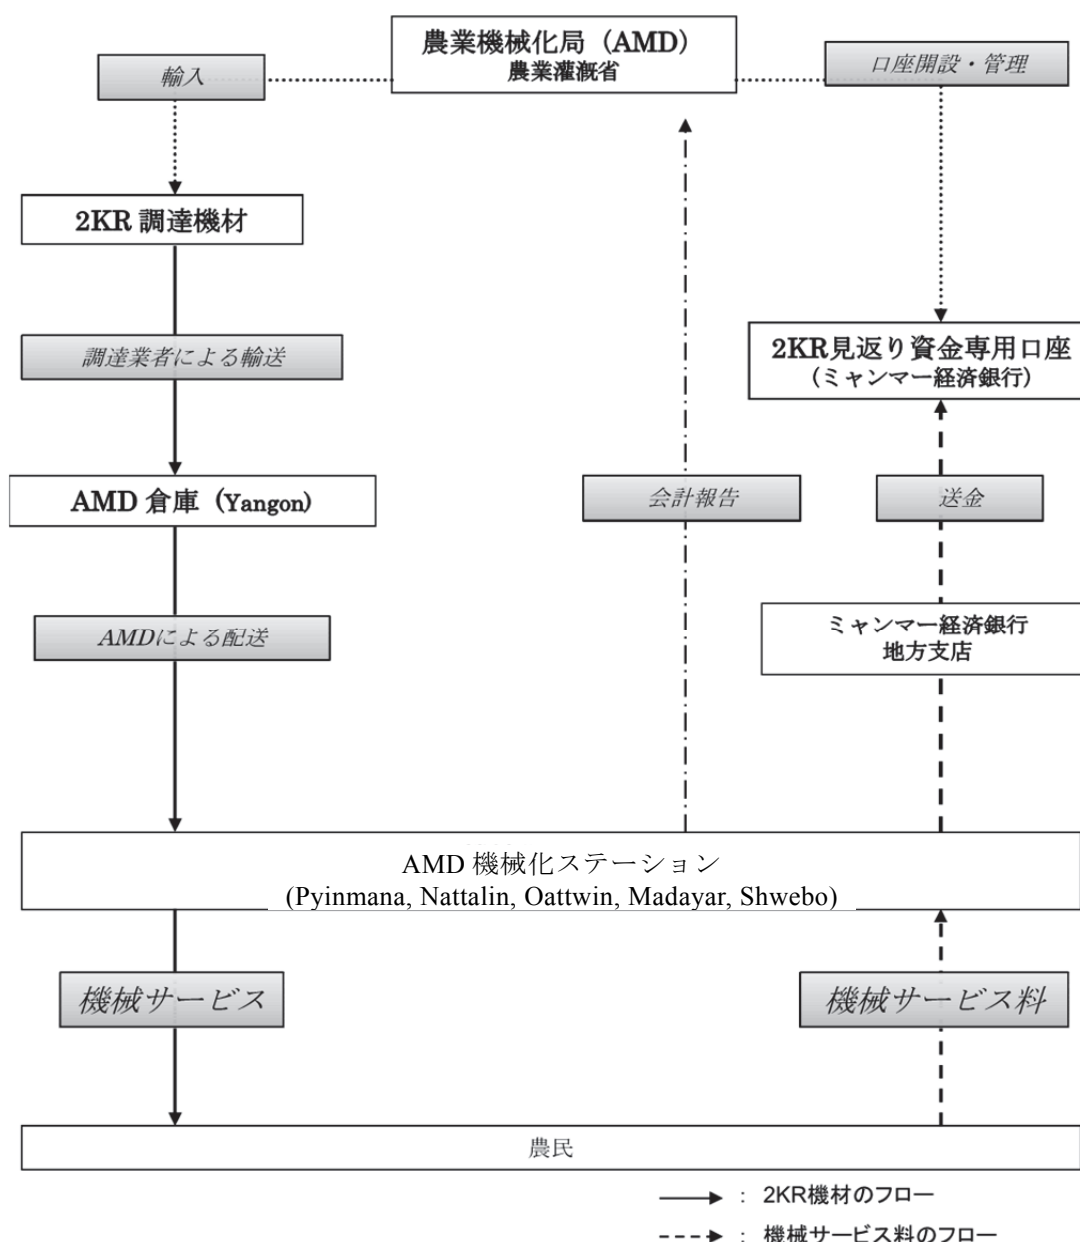 農業機械化局（AMD）
農業灌漑省
輸入
口座開設・管理
2KR 調達機材
調達業者による輸送
2KR見返り資金専用口座
(ミャンマー経済銀行)
AMD 倉庫（Yangon)
会計報告
送金
AMDによる配送
ミャンマー経済銀行
地方支店
AMD 機械化ステーション
(Pyinmana, Nattalin, Oattwin, Madayar, Shwebo)
機械サービス
機械サービス料
農民
： 2KR機材のフロー
： 機械サービス料のフロー